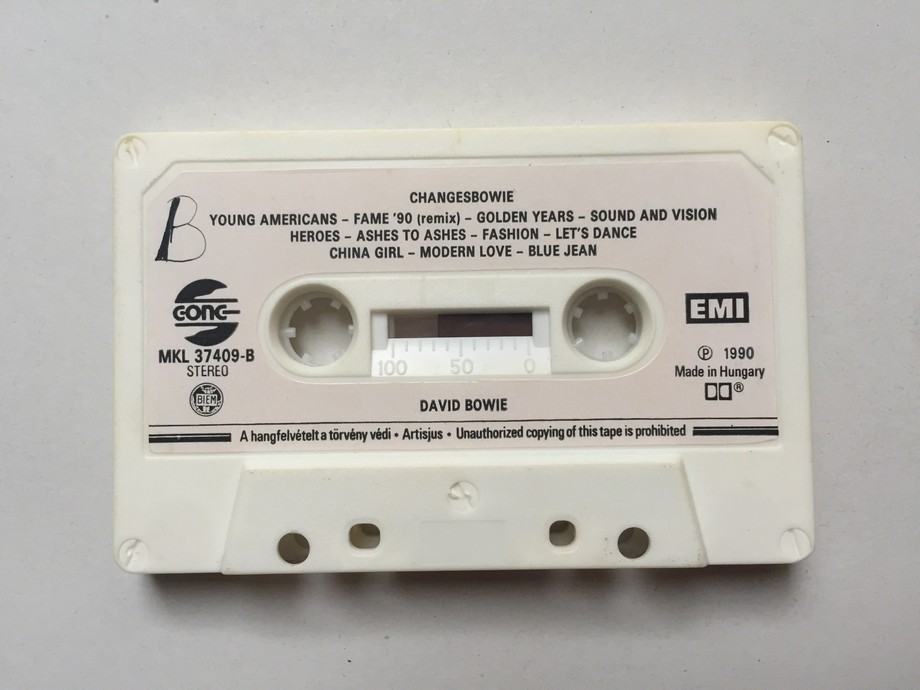 CHANGESBOWIE
B
YOUNG AMERICANS – FAME '90 (remix) – GOLDEN YEARS – SOUND AND VISION
HEROES – ASHES TO ASHES – FASHION – LET'S DANCE
CHINA GIRL – MODERN LOVE – BLUE JEAN
GONG
EMI
MKL 37409-B
STEREO
BIEM
100 50 0
Ⓟ 1990
Made in Hungary
®
DAVID BOWIE
A hangfelvételt a törvény védi • Artisjus • Unauthorized copying of this tape is prohibited